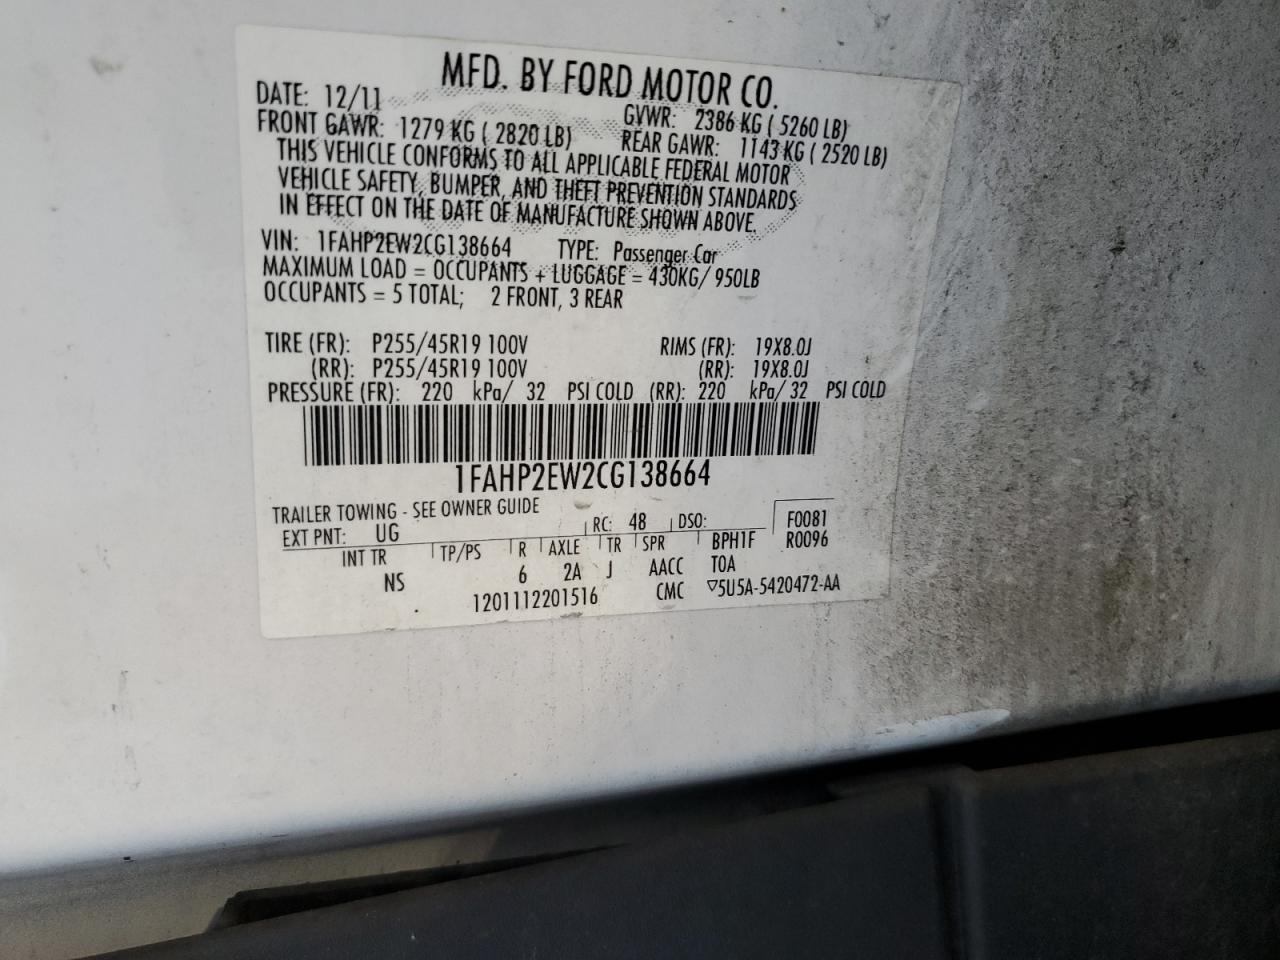 MFD. BY FORD MOTOR CO.
DATE: 12/11 GVWR: 2386 KG ( 5260 LB)
FRONT GAWR: 1279 KG ( 2820 LB) REAR GAWR: 1143 KG ( 2520 LB)
THIS VEHICLE CONFORMS TO ALL APPLICABLE FEDERAL MOTOR
VEHICLE SAFETY, BUMPER, AND THEFT PREVENTION STANDARDS
IN EFFECT ON THE DATE OF MANUFACTURE SHOWN ABOVE.
VIN: 1FAHP2EW2CG138664 TYPE: Passenger Car
MAXIMUM LOAD = OCCUPANTS + LUGGAGE = 430KG/ 950LB
OCCUPANTS = 5 TOTAL; 2 FRONT, 3 REAR
TIRE (FR): P255/45R19 100V RIMS (FR): 19X8.0J
(RR): P255/45R19 100V (RR): 19X8.0J
PRESSURE (FR): 220 kPa/ 32 PSI COLD (RR): 220 kPa/ 32 PSI COLD
1FAHP2EW2CG138664
TRAILER TOWING - SEE OWNER GUIDE
EXT PNT: UG RC: 48 DSO: F0081
INT TR TP/PS R AXLE TR SPR BPH1F R0096
NS 6 2A J AACC TOA
1201112201516 CMC ▽5U5A-5420472-AA